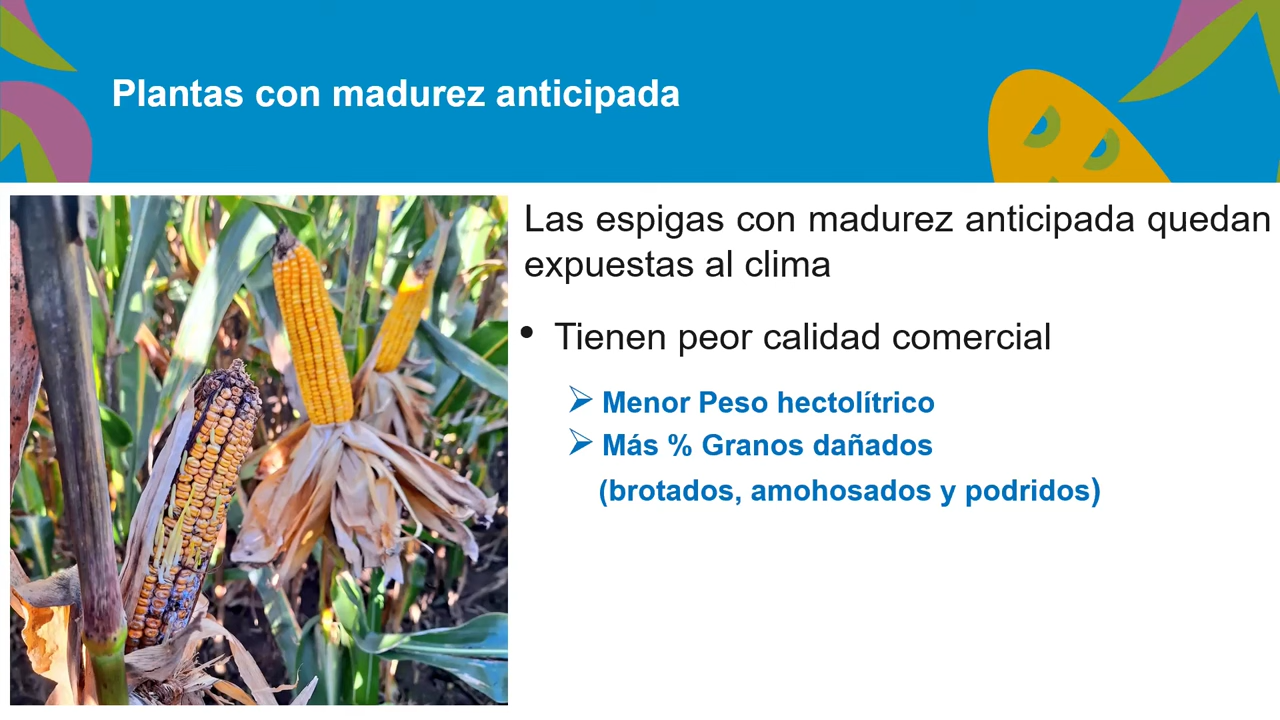 Plantas con madurez anticipada
Las espigas con madurez anticipada quedan
expuestas al clima
• Tienen peor calidad comercial
➢ Menor Peso hectolítrico
➢ Más % Granos dañados
(brotados, amohosados y podridos)